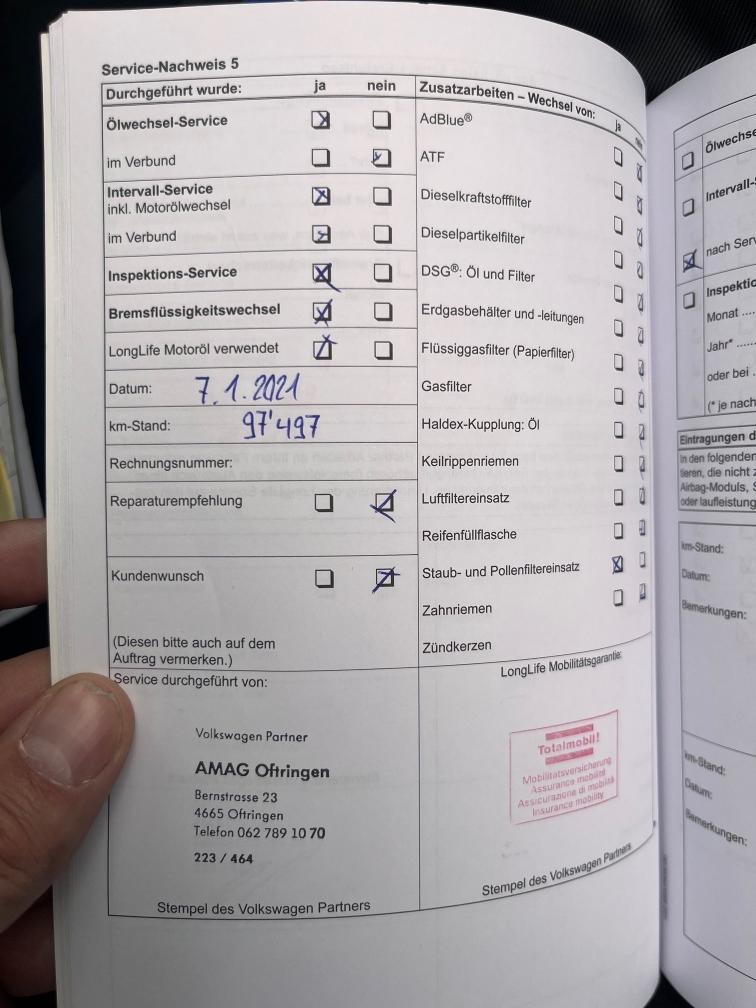 Service-Nachweis 5
Durchgeführt wurde: ja nein
Ölwechsel-Service
im Verbund
Intervall-Service
inkl. Motorölwechsel
im Verbund
Inspektions-Service
Bremsflüssigkeitswechsel
LongLife Motoröl verwendet
Datum: 7.1.2021
km-Stand: 97'497
Rechnungsnummer:
Reparaturempfehlung
Kundenwunsch
(Diesen bitte auch auf dem
Auftrag vermerken.)
Zusatzarbeiten – Wechsel von: ja nein
AdBlue®
ATF
Dieselkraftstofffilter
Dieselpartikelfilter
DSG®: Öl und Filter
Erdgasbehälter und -leitungen
Flüssiggasfilter (Papierfilter)
Gasfilter
Haldex-Kupplung: Öl
Keilrippenriemen
Luftfiltereinsatz
Reifenfüllflasche
Staub- und Pollenfiltereinsatz
Zahnriemen
Zündkerzen
Service durchgeführt von:
Volkswagen Partner
AMAG Oftringen
Bernstrasse 23
4665 Oftringen
Telefon 062 789 10 70
223 / 464
Stempel des Volkswagen Partners
LongLife Mobilitätsgarantie:
Totalmobil!
Mobilitätsversicherung
Assurance mobilité
Assicurazione di mobilità
Insurance mobility
Stempel des Volkswagen Partners
Ölwechse
Intervall-
nach Serv
Inspektio
Monat ....
Jahr* ......
oder bei .
(* je nach
Eintragungen d
In den folgenden
tieren, die nicht z
Airbag-Moduls, S
oder laufleistung
km-Stand:
Datum:
Bemerkungen:
km-Stand:
Datum:
Bemerkungen: